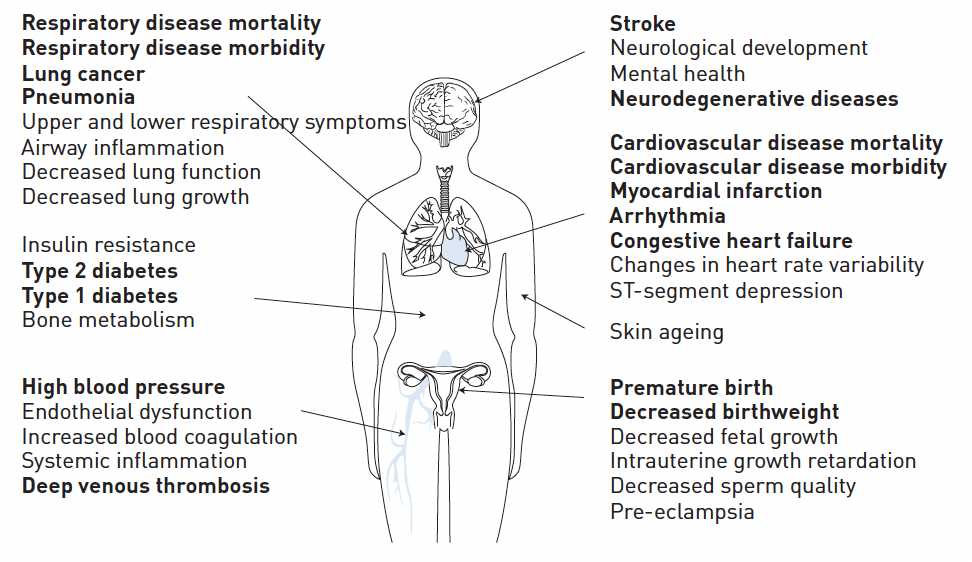 Respiratory disease mortality
Respiratory disease morbidity
Lung cancer
Pneumonia
Upper and lower respiratory symptoms
Airway inflammation
Decreased lung function
Decreased lung growth
Insulin resistance
Type 2 diabetes
Type 1 diabetes
Bone metabolism
High blood pressure
Endothelial dysfunction
Increased blood coagulation
Systemic inflammation
Deep venous thrombosis
Stroke
Neurological development
Mental health
Neurodegenerative diseases
Cardiovascular disease mortality
Cardiovascular disease morbidity
Myocardial infarction
Arrhythmia
Congestive heart failure
Changes in heart rate variability
ST-segment depression
Skin ageing
Premature birth
Decreased birthweight
Decreased fetal growth
Intrauterine growth retardation
Decreased sperm quality
Pre-eclampsia